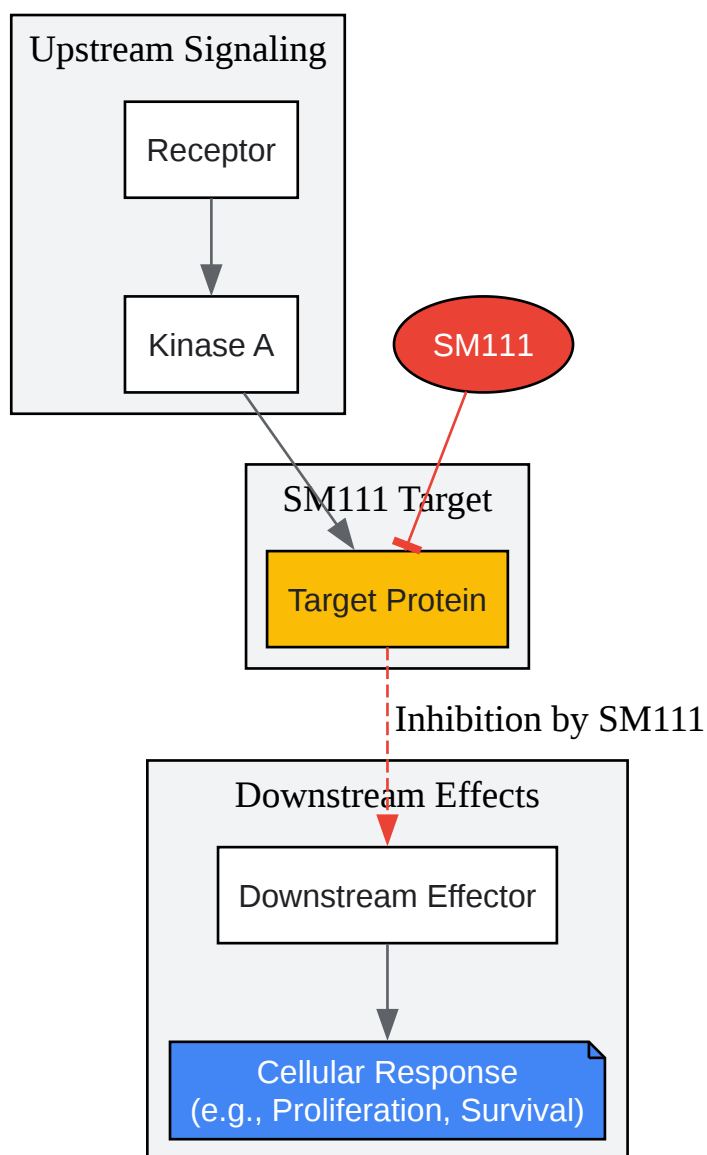 Upstream Signaling
Receptor
Kinase A
SM111
SM111 Target
Target Protein
Inhibition by SM111
Downstream Effects
Downstream Effector
Cellular Response
(e.g., Proliferation, Survival)